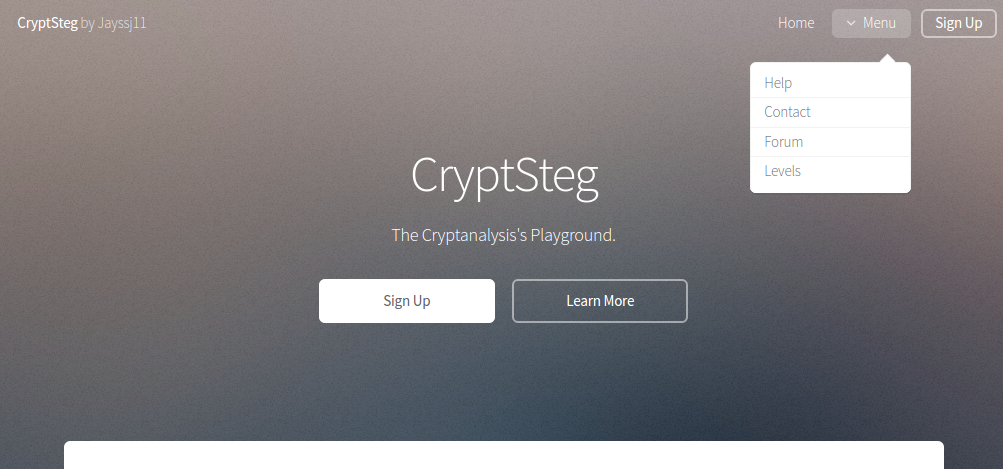 CryptSteg by Jayssj11
Home
Menu
Sign Up
Help
Contact
Forum
Levels
CryptSteg
The Cryptanalysis's Playground.
Sign Up
Learn More